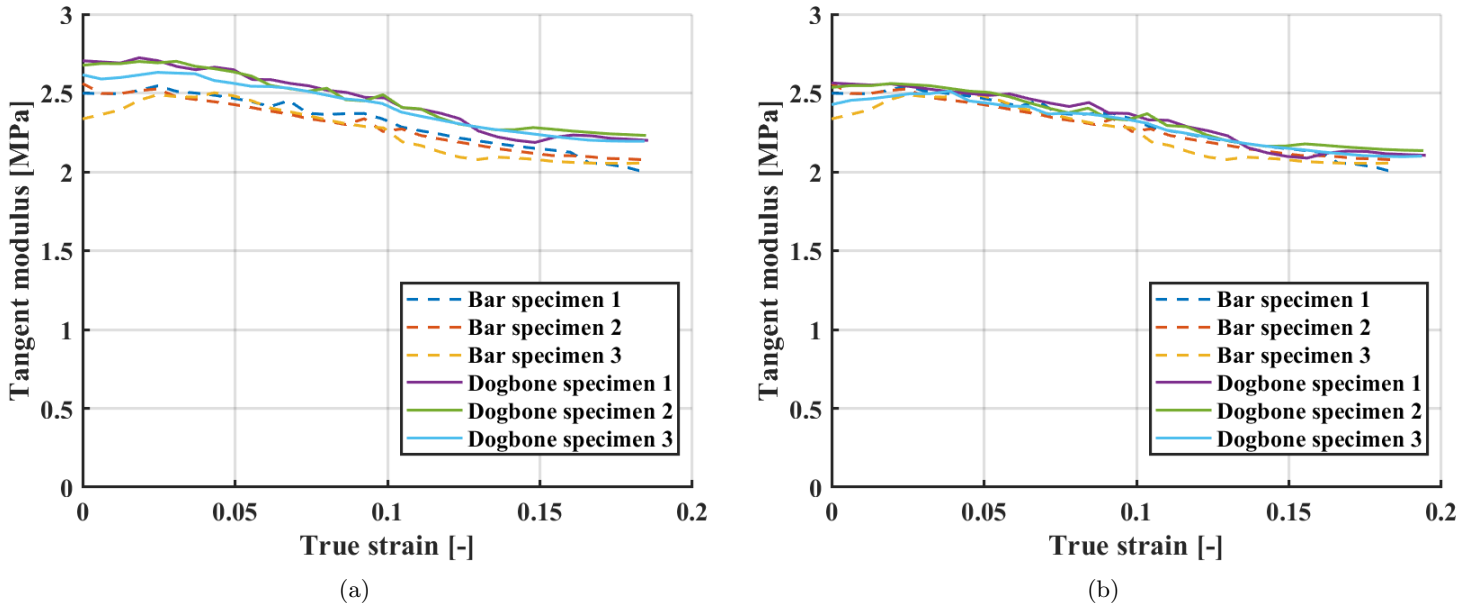 3
2.5
2
1.5
1
0.5
0
0
0.05
0.1
0.15
0.2
Tangent modulus [MPa]
True strain [-]
Bar specimen 1
Bar specimen 2
Bar specimen 3
Dogbone specimen 1
Dogbone specimen 2
Dogbone specimen 3
(a)
3
2.5
2
1.5
1
0.5
0
0
0.05
0.1
0.15
0.2
Tangent modulus [MPa]
True strain [-]
Bar specimen 1
Bar specimen 2
Bar specimen 3
Dogbone specimen 1
Dogbone specimen 2
Dogbone specimen 3
(b)